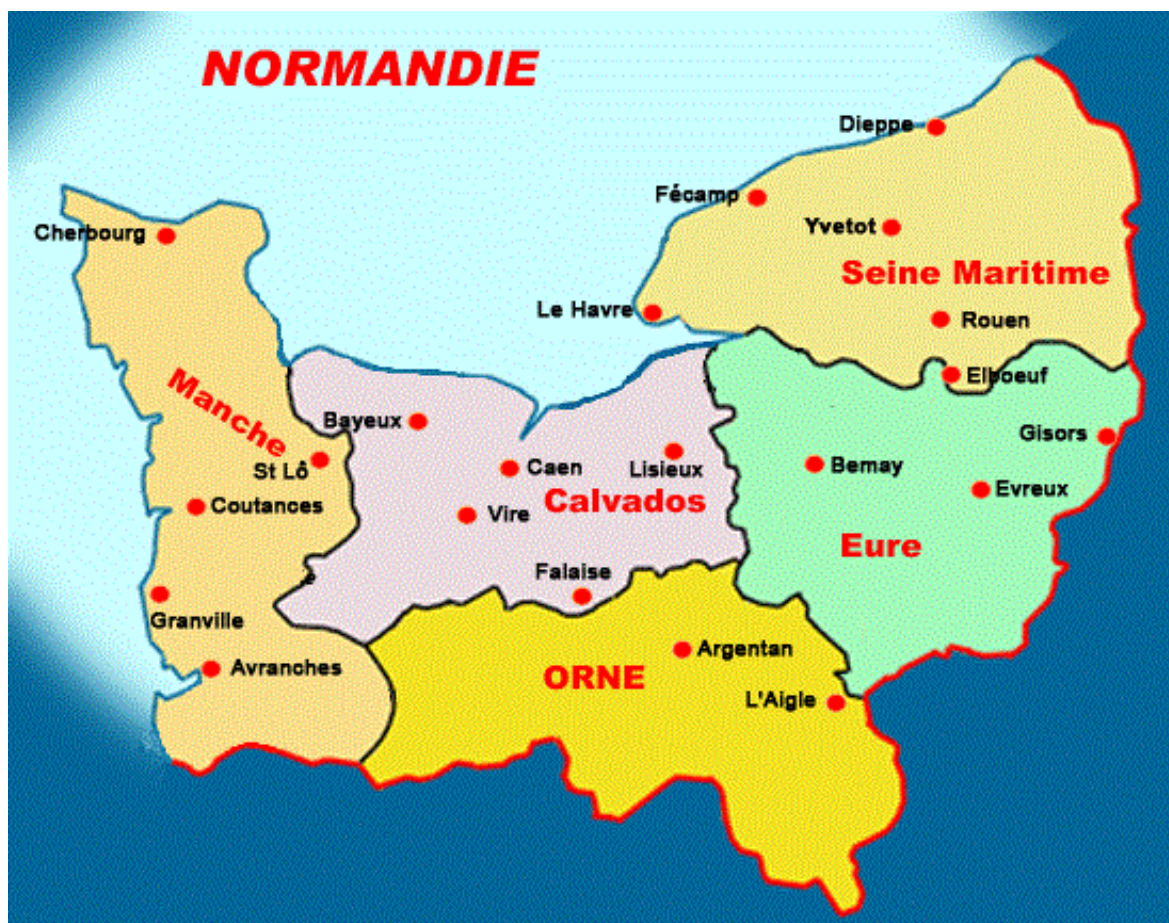 NORMANDIE
Dieppe
Fécamp
Yvetot
Cherbourg
Seine Maritime
Le Havre
Rouen
Elboeuf
Manche
Bayeux
Gisors
St Lô
Caen
Lisieux
Bemay
Coutances
Calvados
Evreux
Vire
Eure
Falaise
Granville
Argentan
Avranches
ORNE
L'Aigle